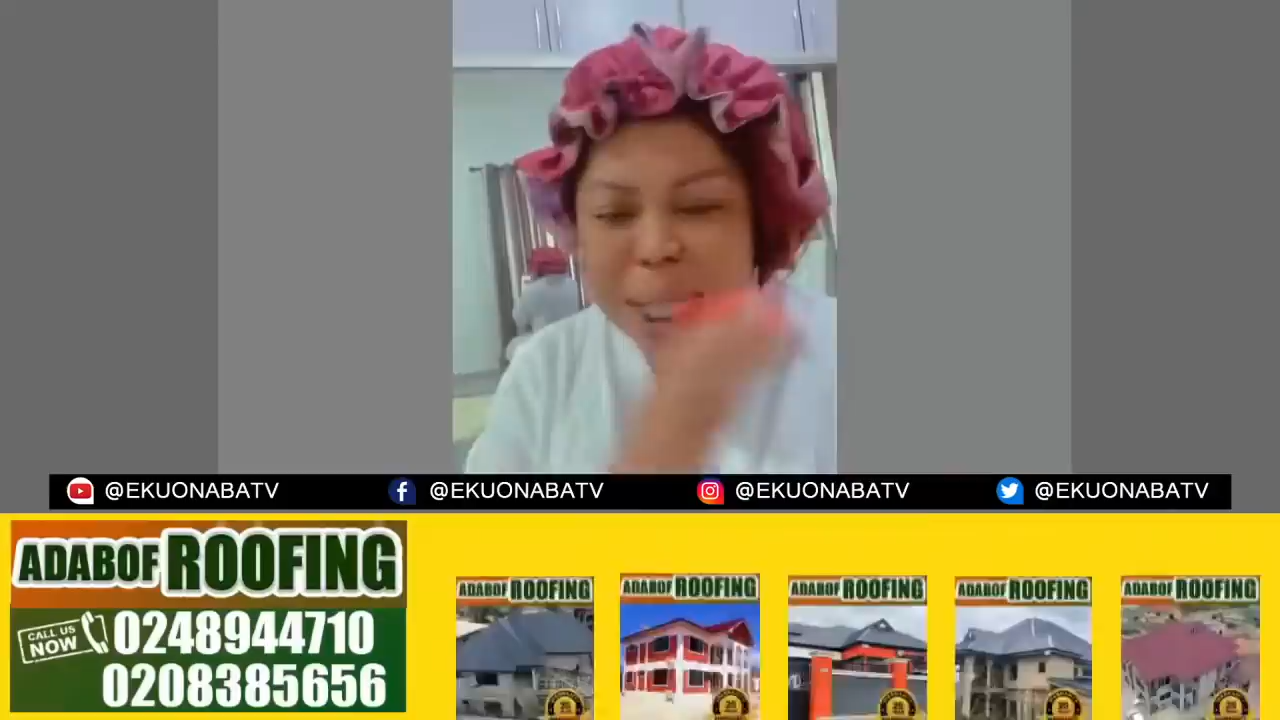 @EKUONABATV
@EKUONABATV
@EKUONABATV
@EKUONABATV
ADABOF ROOFING
CALL US
NOW
0248944710
0208385656
ADABOF ROOFING
ADABOF ROOFING
ADABOF ROOFING
ADABOF ROOFING
ADABOF ROOFING